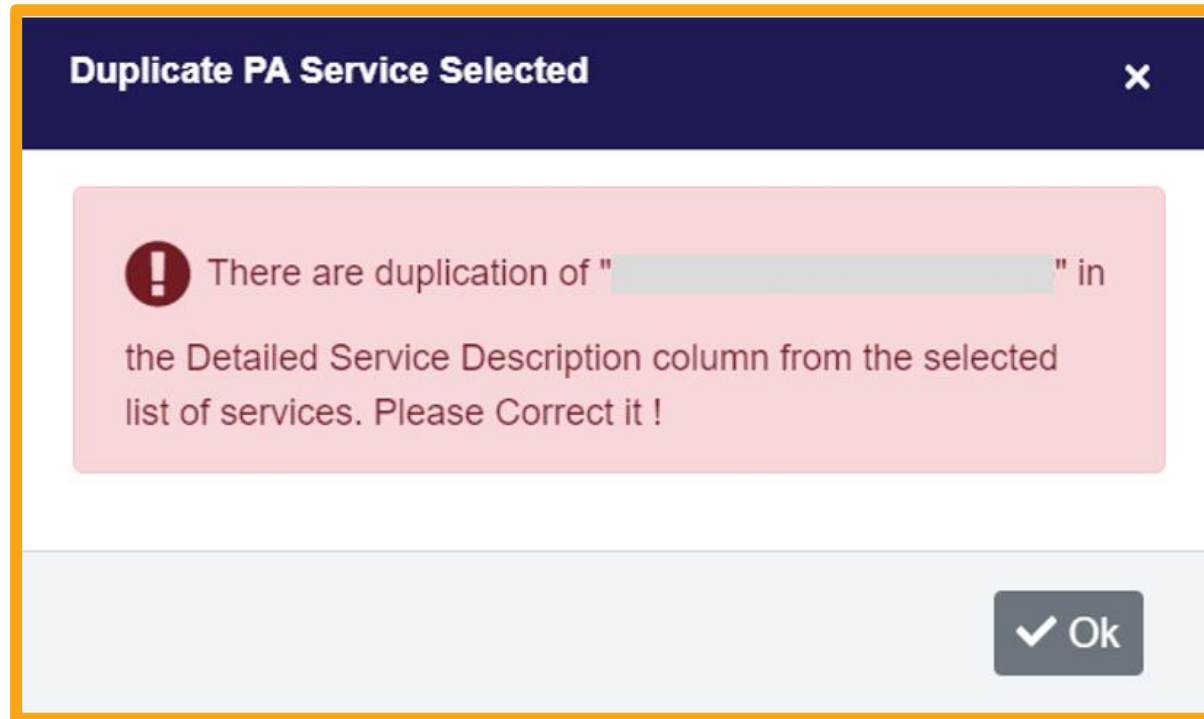 Duplicate PA Service Selected
There are duplication of " " in
the Detailed Service Description column from the selected
list of services. Please Correct it !
Ok